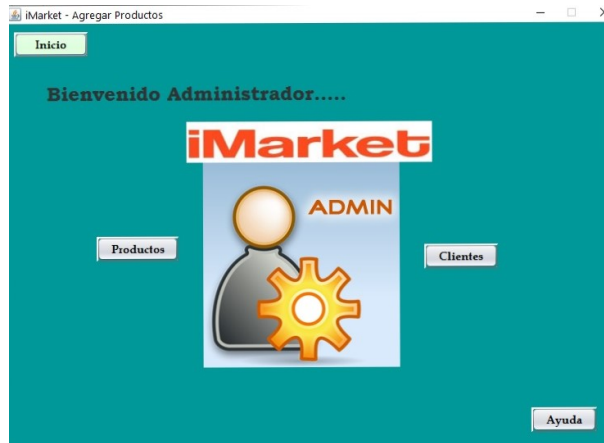 iMarket - Agregar Productos
Inicio
Bienvenido Administrador.....
iMarket
ADMIN
Productos
Clientes
Ayuda